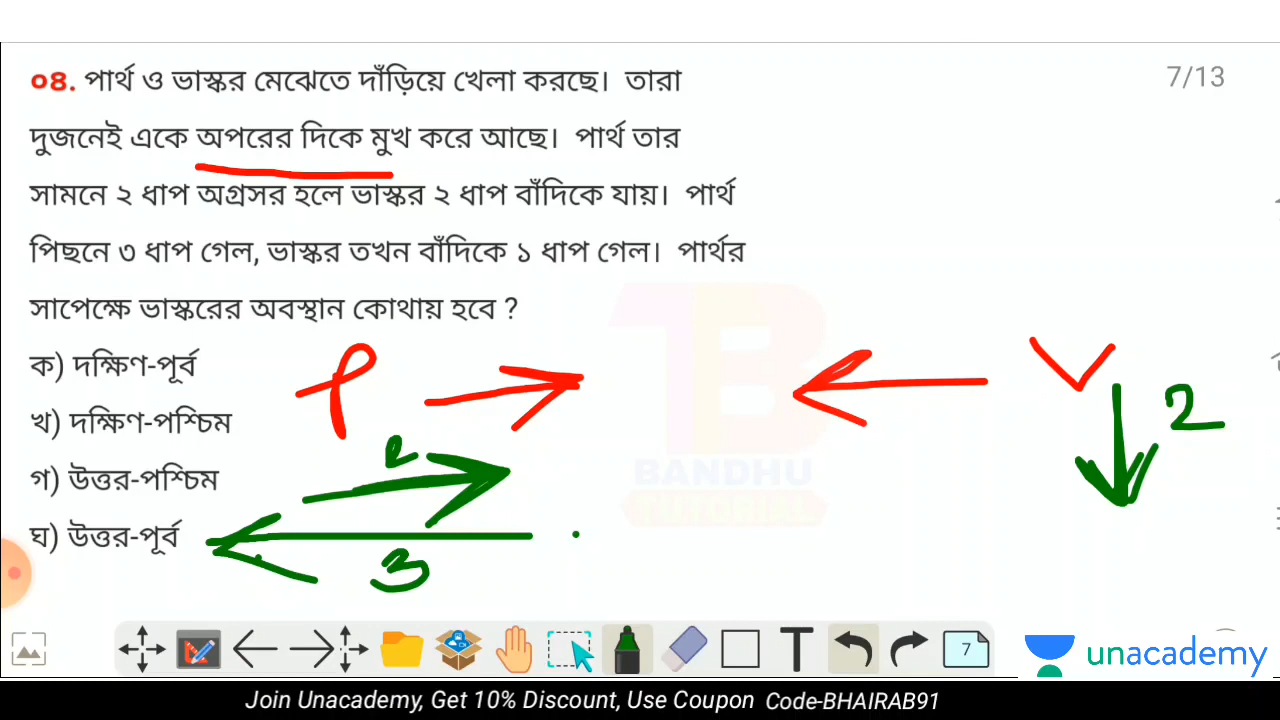 ০৪. পার্থ ও ভাস্কর মেঝেতে দাঁড়িয়ে খেলা করছে। তারা
7/13
দুজনেই একে অপরের দিকে মুখ করে আছে। পার্থ তার
সামনে ২ ধাপ অগ্রসর হলে ভাস্কর ২ ধাপ বাঁদিকে যায়। পার্থ
পিছনে ৩ ধাপ গেল, ভাস্কর তখন বাঁদিকে ১ ধাপ গেল। পার্থর
সাপেক্ষে ভাস্করের অবস্থান কোথায় হবে ?
ক) দক্ষিণ-পূর্ব
খ) দক্ষিণ-পশ্চিম
গ) উত্তর-পশ্চিম
ঘ) উত্তর-পূর্ব
P
2
2
3
TB
BANDHU
TUTORIAL
T
7
unacademy
Join Unacademy, Get 10% Discount, Use Coupon Code-BHAIRAB91